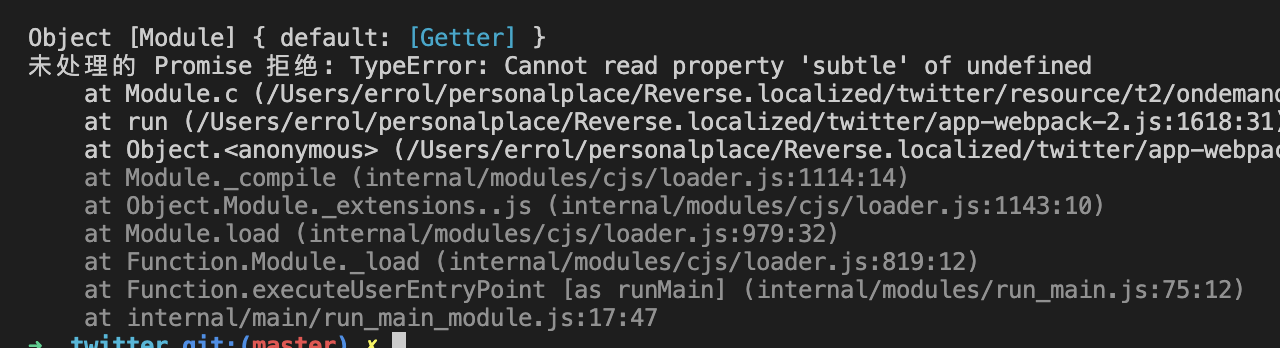 Object [Module] { default: [Getter] }
未处理的 Promise 拒绝: TypeError: Cannot read property 'subtle' of undefined
at Module.c (/Users/errol/personalplace/Reverse.localized/twitter/resource/t2/ondemand
at run (/Users/errol/personalplace/Reverse.localized/twitter/app-webpack-2.js:1618:31)
at Object.<anonymous> (/Users/errol/personalplace/Reverse.localized/twitter/app-webpac
at Module._compile (internal/modules/cjs/loader.js:1114:14)
at Object.Module._extensions..js (internal/modules/cjs/loader.js:1143:10)
at Module.load (internal/modules/cjs/loader.js:979:32)
at Function.Module._load (internal/modules/cjs/loader.js:819:12)
at Function.executeUserEntryPoint [as runMain] (internal/modules/run_main.js:75:12)
at internal/main/run_main_module.js:17:47
➜ twitter git:(master) ✗